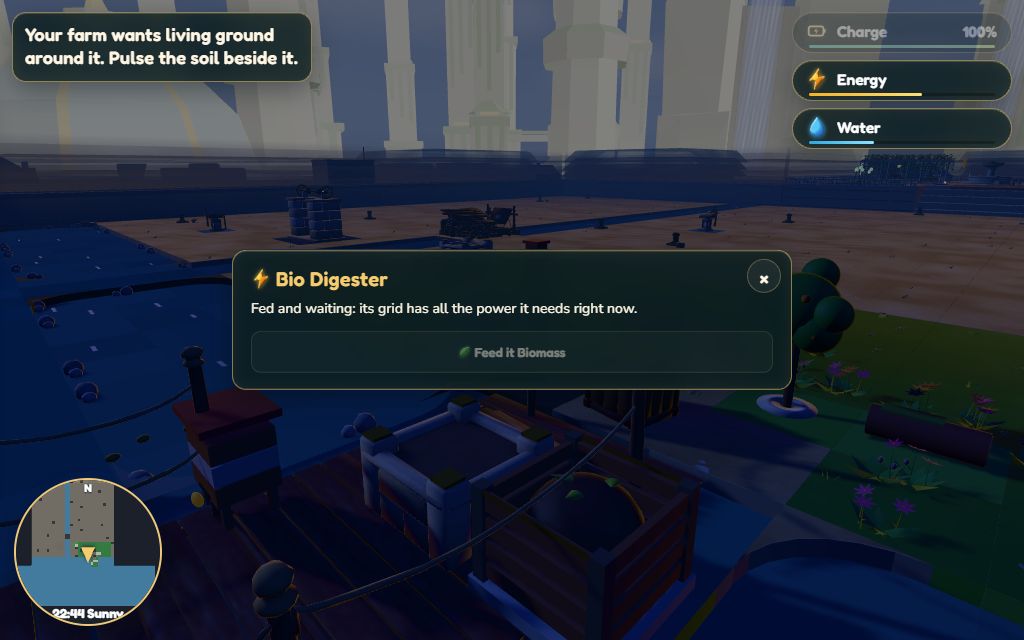 Your farm wants living ground
around it. Pulse the soil beside it.
Charge 100%
Energy
Water
Bio Digester
Fed and waiting: its grid has all the power it needs right now.
Feed it Biomass
N
22:44 Sunny